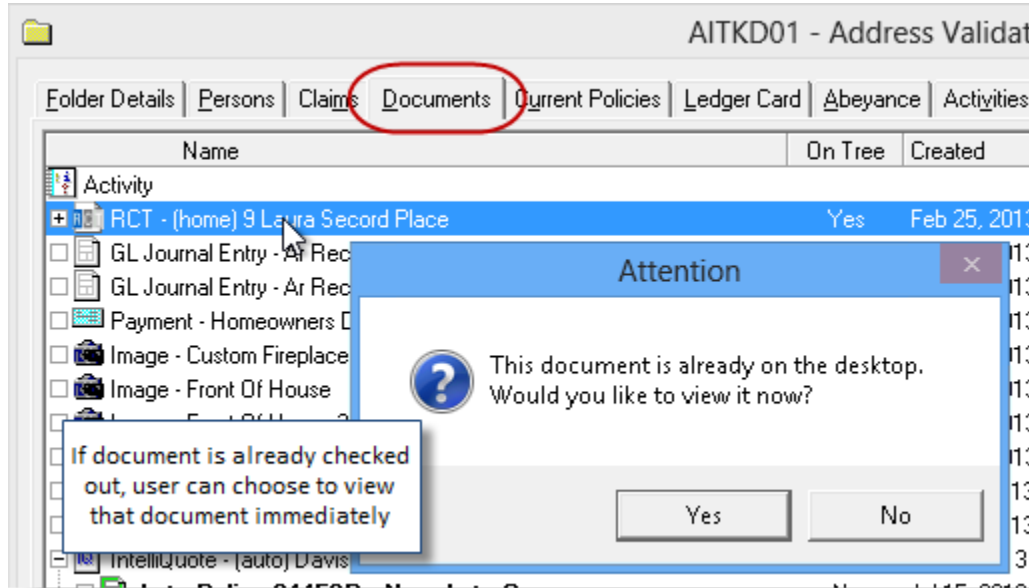 AITKD01 - Address Validat
Folder Details Persons Claims Documents Current Policies Ledger Card Abeyance Activities
Name On Tree Created
Activity
RCT - (home) 9 Laura Secord Place Yes Feb 25, 2013
GL Journal Entry - Ar Rec
GL Journal Entry - Ar Rec
Payment - Homeowners
Image - Custom Fireplace
Image - Front Of House
Attention
This document is already on the desktop.
Would you like to view it now?
Yes No
If document is already checked
out, user can choose to view
that document immediately
IntelliQuote - (auto) Davis